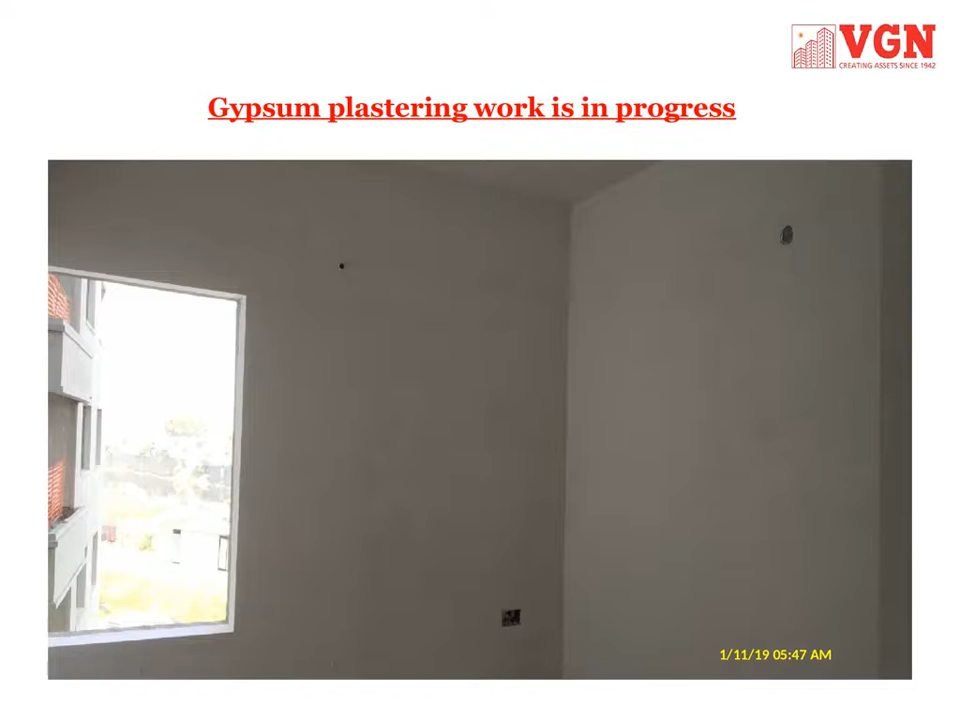 VGN
CREATING ASSETS SINCE 1942
Gypsum plastering work is in progress
1/11/19 05:47 AM